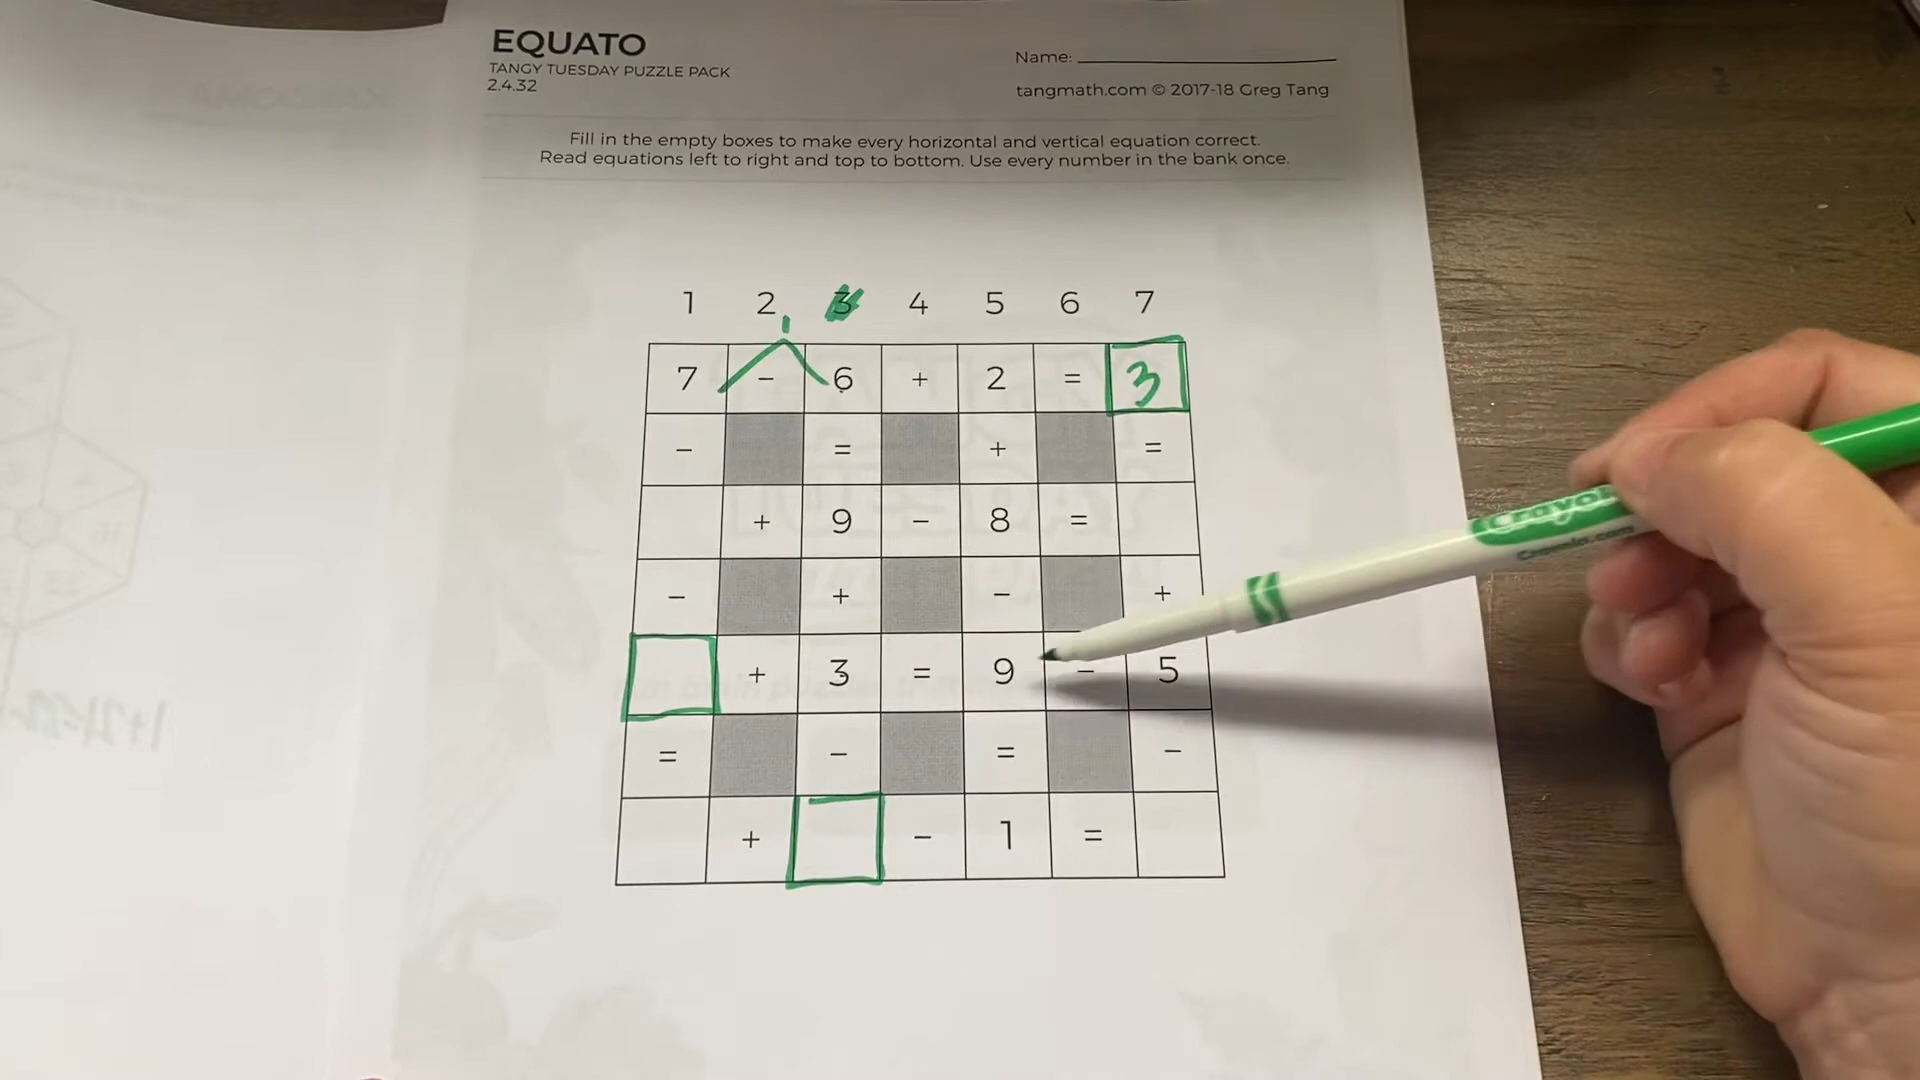 EQUATO
TANGY TUESDAY PUZZLE PACK
2.4.32
Name:
tangmath.com © 2017-18 Greg Tang
Fill in the empty boxes to make every horizontal and vertical equation correct.
Read equations left to right and top to bottom. Use every number in the bank once.
1 2 3 4 5 6 7
7 - 6 + 2 = 3
- = + =
+ 9 - 8 =
- + - +
+ 3 = 9 - 5
= - = -
+ - 1 =
Crayola
Crayola.com